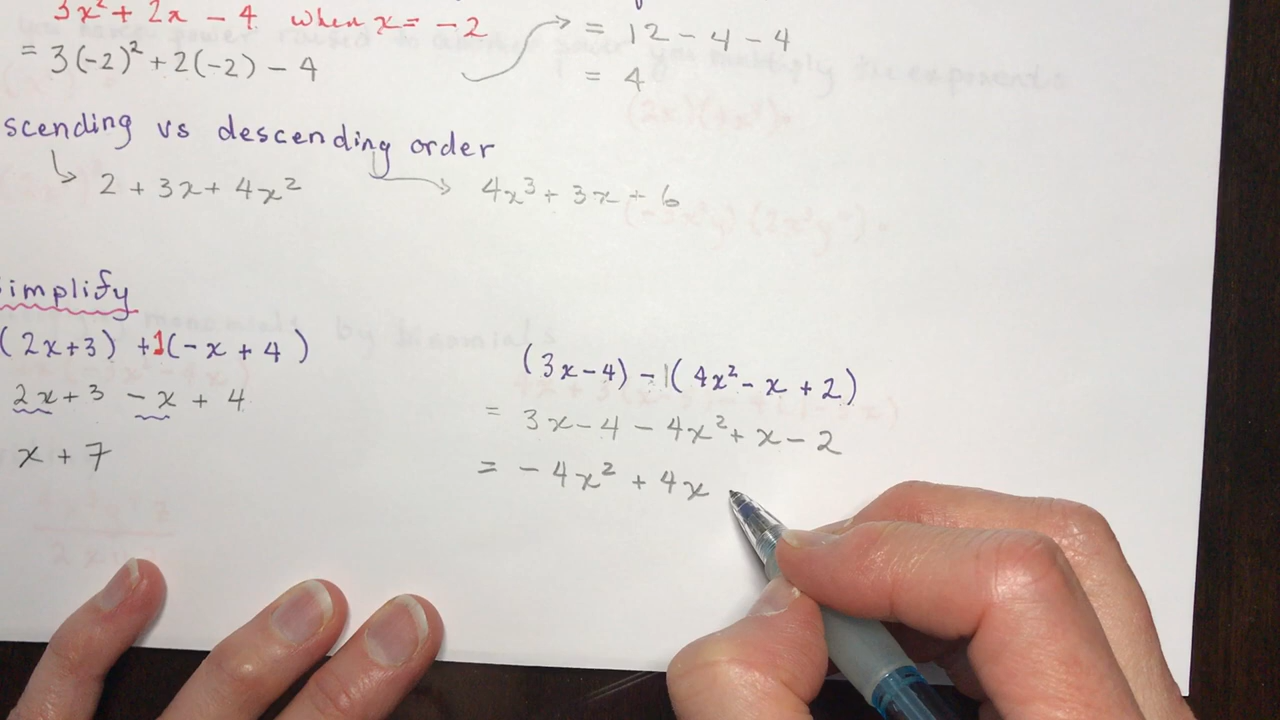 3x² + 2x - 4 when x = -2
= 3(-2)² + 2(-2) - 4
= 12 - 4 - 4
= 4
scending vs descending order
2 + 3x + 4x²
4x³ + 3x + 6
implify
(2x+3) +1(-x + 4)
2x + 3 - x + 4
x + 7
(3x-4) -1(4x² - x + 2)
= 3x - 4 - 4x² + x - 2
= -4x² + 4x